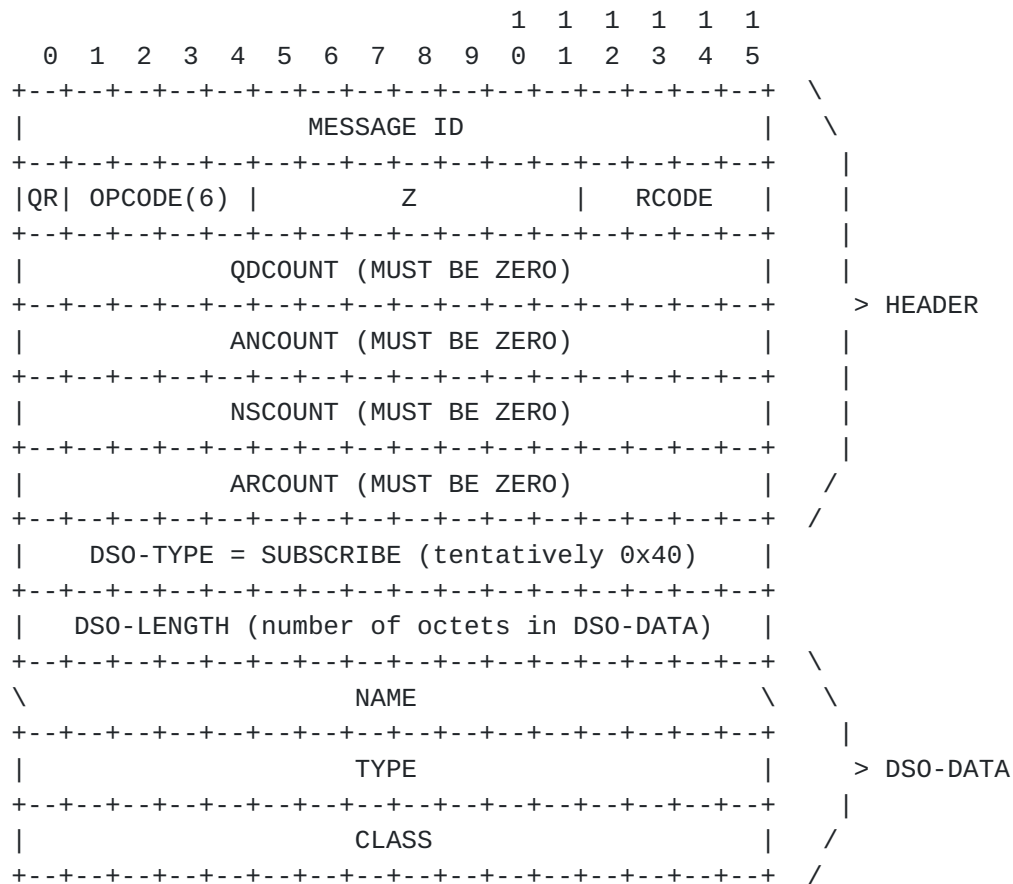 1  1  1  1  1  1
   0  1  2  3  4  5  6  7  8  9  0  1  2  3  4  5
 +--+--+--+--+--+--+--+--+--+--+--+--+--+--+--+--+  \
 |                  MESSAGE ID                   |   \
 +--+--+--+--+--+--+--+--+--+--+--+--+--+--+--+--+    |
 |QR| OPCODE(6) |         Z          |   RCODE   |    |
 +--+--+--+--+--+--+--+--+--+--+--+--+--+--+--+--+    |
 |             QDCOUNT (MUST BE ZERO)            |    |
 +--+--+--+--+--+--+--+--+--+--+--+--+--+--+--+--+     > HEADER
 |             ANCOUNT (MUST BE ZERO)            |    |
 +--+--+--+--+--+--+--+--+--+--+--+--+--+--+--+--+    |
 |             NSCOUNT (MUST BE ZERO)            |    |
 +--+--+--+--+--+--+--+--+--+--+--+--+--+--+--+--+    |
 |             ARCOUNT (MUST BE ZERO)            |   /
 +--+--+--+--+--+--+--+--+--+--+--+--+--+--+--+--+  /
 |    DSO-TYPE = SUBSCRIBE (tentatively 0x40)    |
 +--+--+--+--+--+--+--+--+--+--+--+--+--+--+--+--+
 |   DSO-LENGTH (number of octets in DSO-DATA)   |
 +--+--+--+--+--+--+--+--+--+--+--+--+--+--+--+--+  \
 \                     NAME                      \   \
 +--+--+--+--+--+--+--+--+--+--+--+--+--+--+--+--+    |
 |                     TYPE                      |     > DSO-DATA
 +--+--+--+--+--+--+--+--+--+--+--+--+--+--+--+--+    |
 |                     CLASS                     |   /
 +--+--+--+--+--+--+--+--+--+--+--+--+--+--+--+--+  /